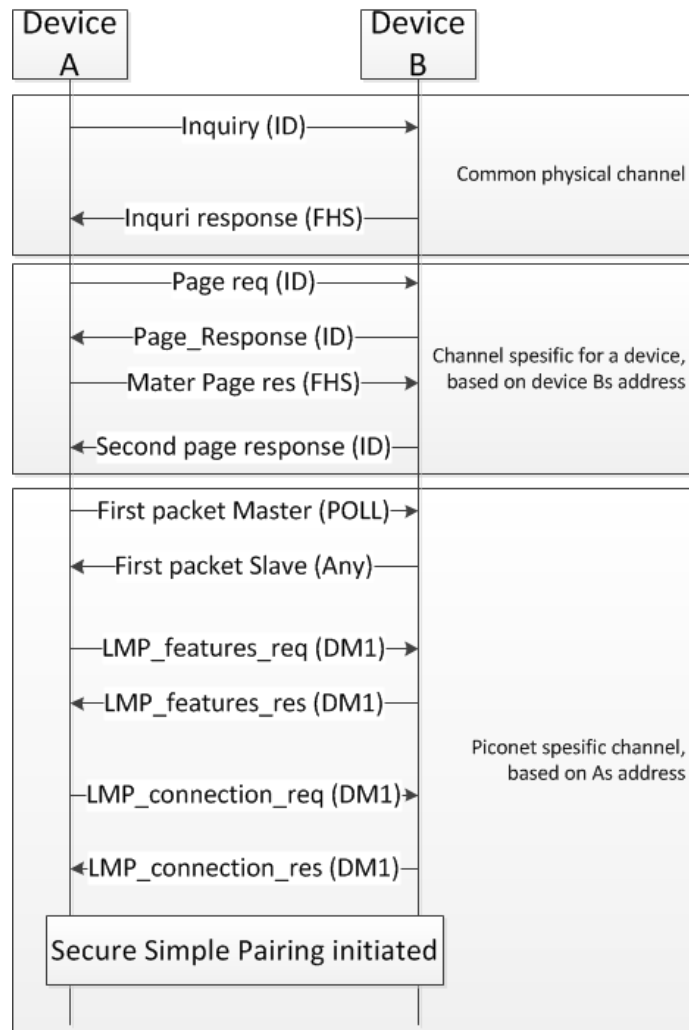 Device
A
Device
B
Inquiry (ID)
Common physical channel
Inquri response (FHS)
Page req (ID)
Page_Response (ID)
Channel spesific for a device,
based on device Bs address
Mater Page res (FHS)
Second page response (ID)
First packet Master (POLL)
First packet Slave (Any)
LMP_features_req (DM1)
LMP_features_res (DM1)
Piconet spesific channel,
based on As address
LMP_connection_req (DM1)
LMP_connection_res (DM1)
Secure Simple Pairing initiated